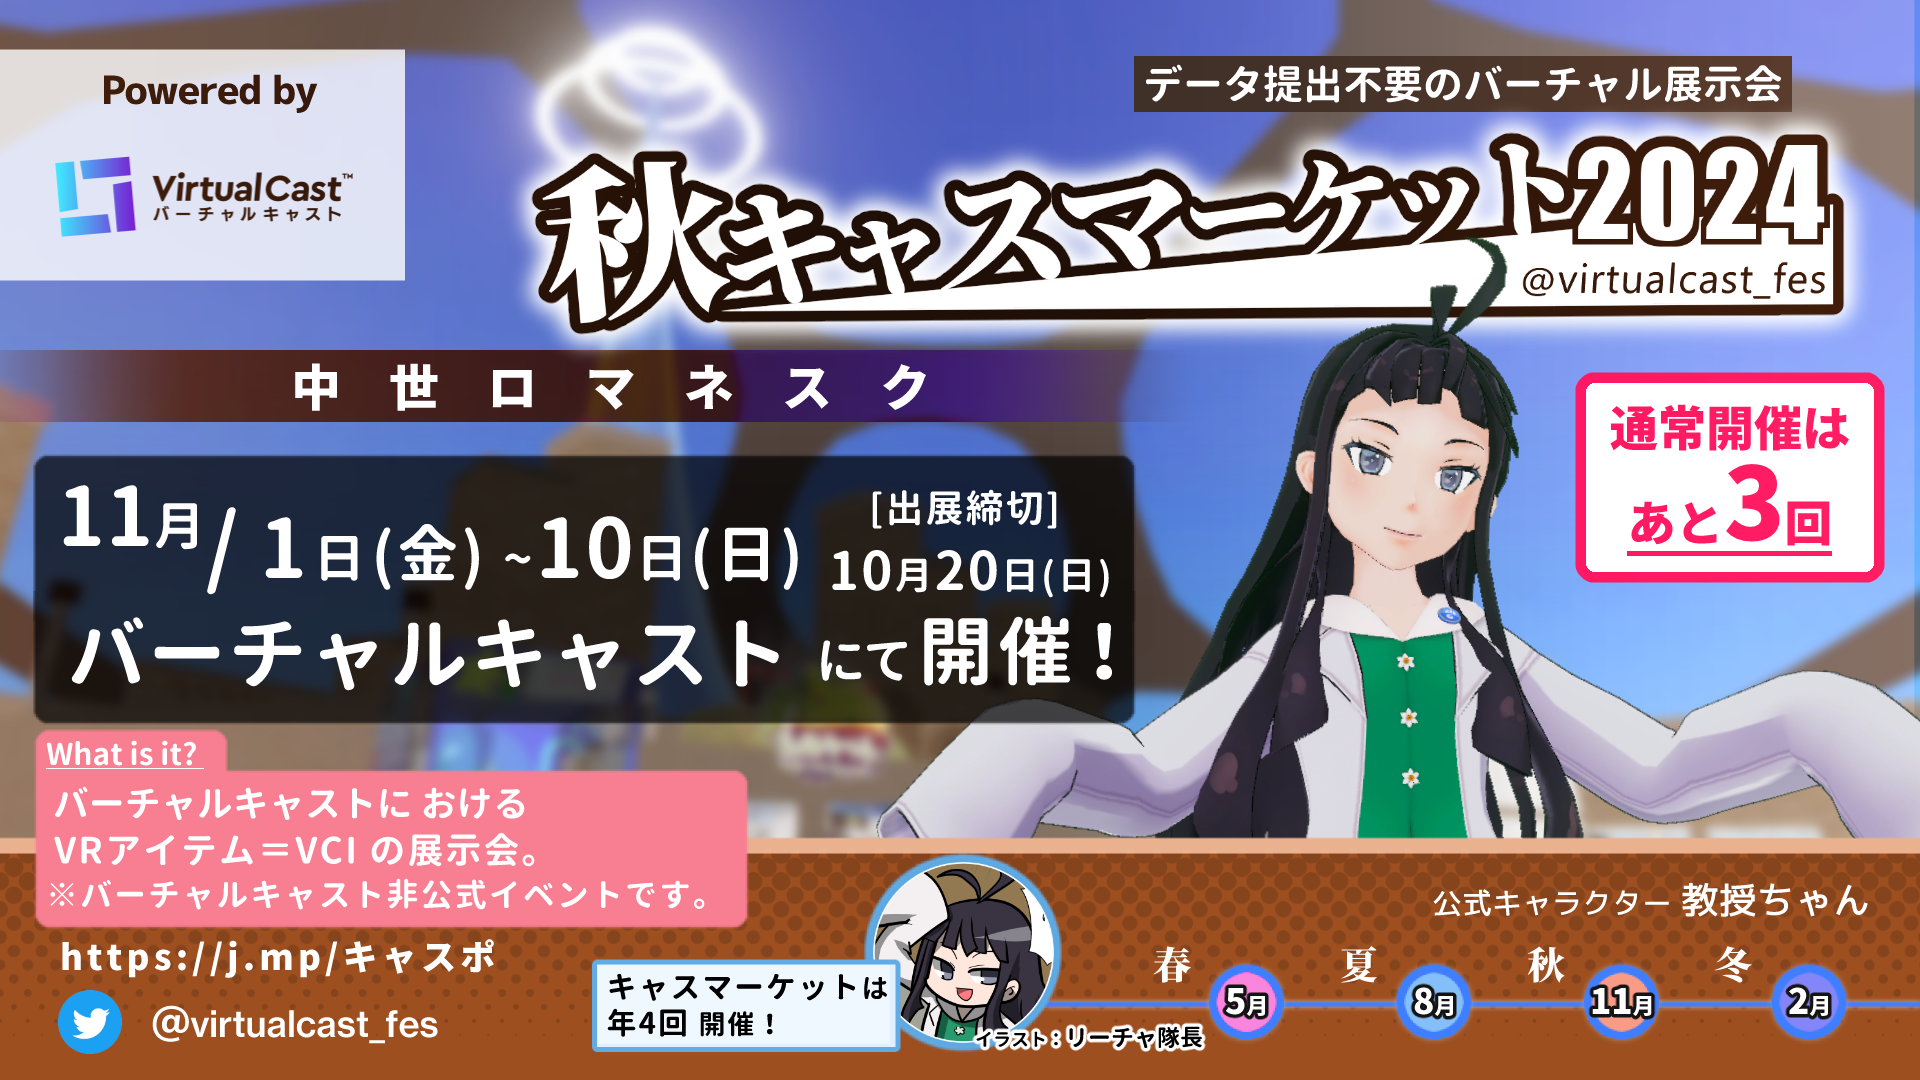 Powered by
VirtualCast™
バーチャルキャスト
データ提出不要のバーチャル展示会
秋キャスマーケット2024
@virtualcast_fes
中世ロマネスク
通常開催は
あと3回
11月/1日(金)~10日(日)
[出展締切]
10月20日(日)
バーチャルキャストにて開催！
What is it?
バーチャルキャストに おける
VRアイテム＝VCI の展示会。
※バーチャルキャスト非公式イベントです。
https://j.mp/キャスポ
@virtualcast_fes
キャスマーケットは
年4回 開催！
イラスト：リーチャ隊長
公式キャラクター 教授ちゃん
春 夏 秋 冬
5月 8月 11月 2月